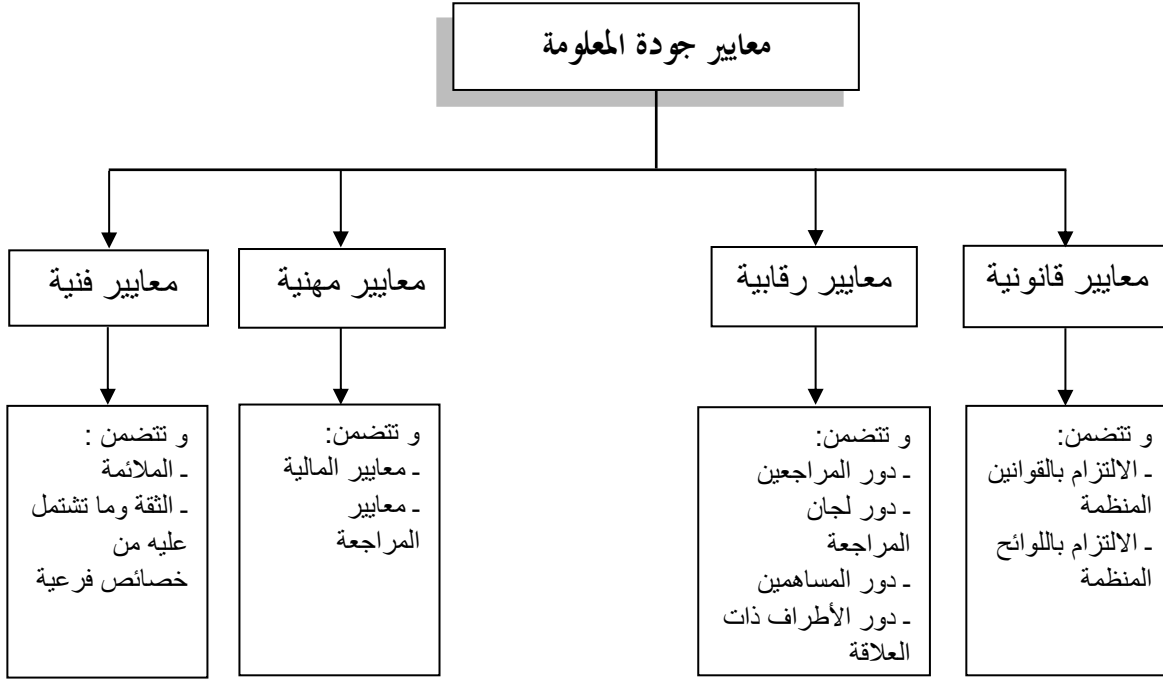 معايير جودة المعلومة
معايير قانونية
معايير رقابية
معايير مهنية
معايير فنية
و تتضمن:
ـ الالتزام بالقوانين
المنظمة
ـ الالتزام باللوائح
المنظمة
و تتضمن:
ـ دور المراجعين
ـ دور لجان
المراجعة
ـ دور المساهمين
ـ دور الأطراف ذات
العلاقة
و تتضمن:
ـ معايير المالية
ـ معايير
المراجعة
و تتضمن :
ـ الملائمة
ـ الثقة وما تشتمل
عليه من
خصائص فرعية